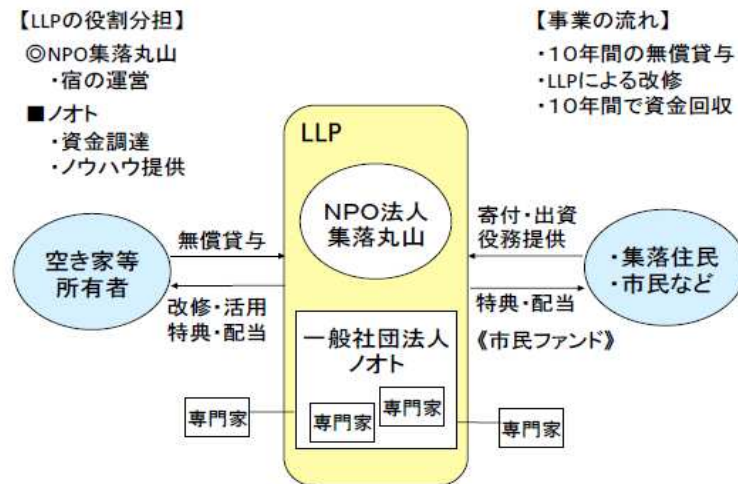 【LLPの役割分担】
◎NPO集落丸山
・宿の運営
■ノオト
・資金調達
・ノウハウ提供
【事業の流れ】
・10年間の無償貸与
・LLPによる改修
・10年間で資金回収
LLP
NPO法人
集落丸山
空き家等
所有者
無償貸与
改修・活用
特典・配当
寄付・出資
役務提供
特典・配当
《市民ファンド》
・集落住民
・市民など
一般社団法人
ノオト
専門家
専門家
専門家
専門家